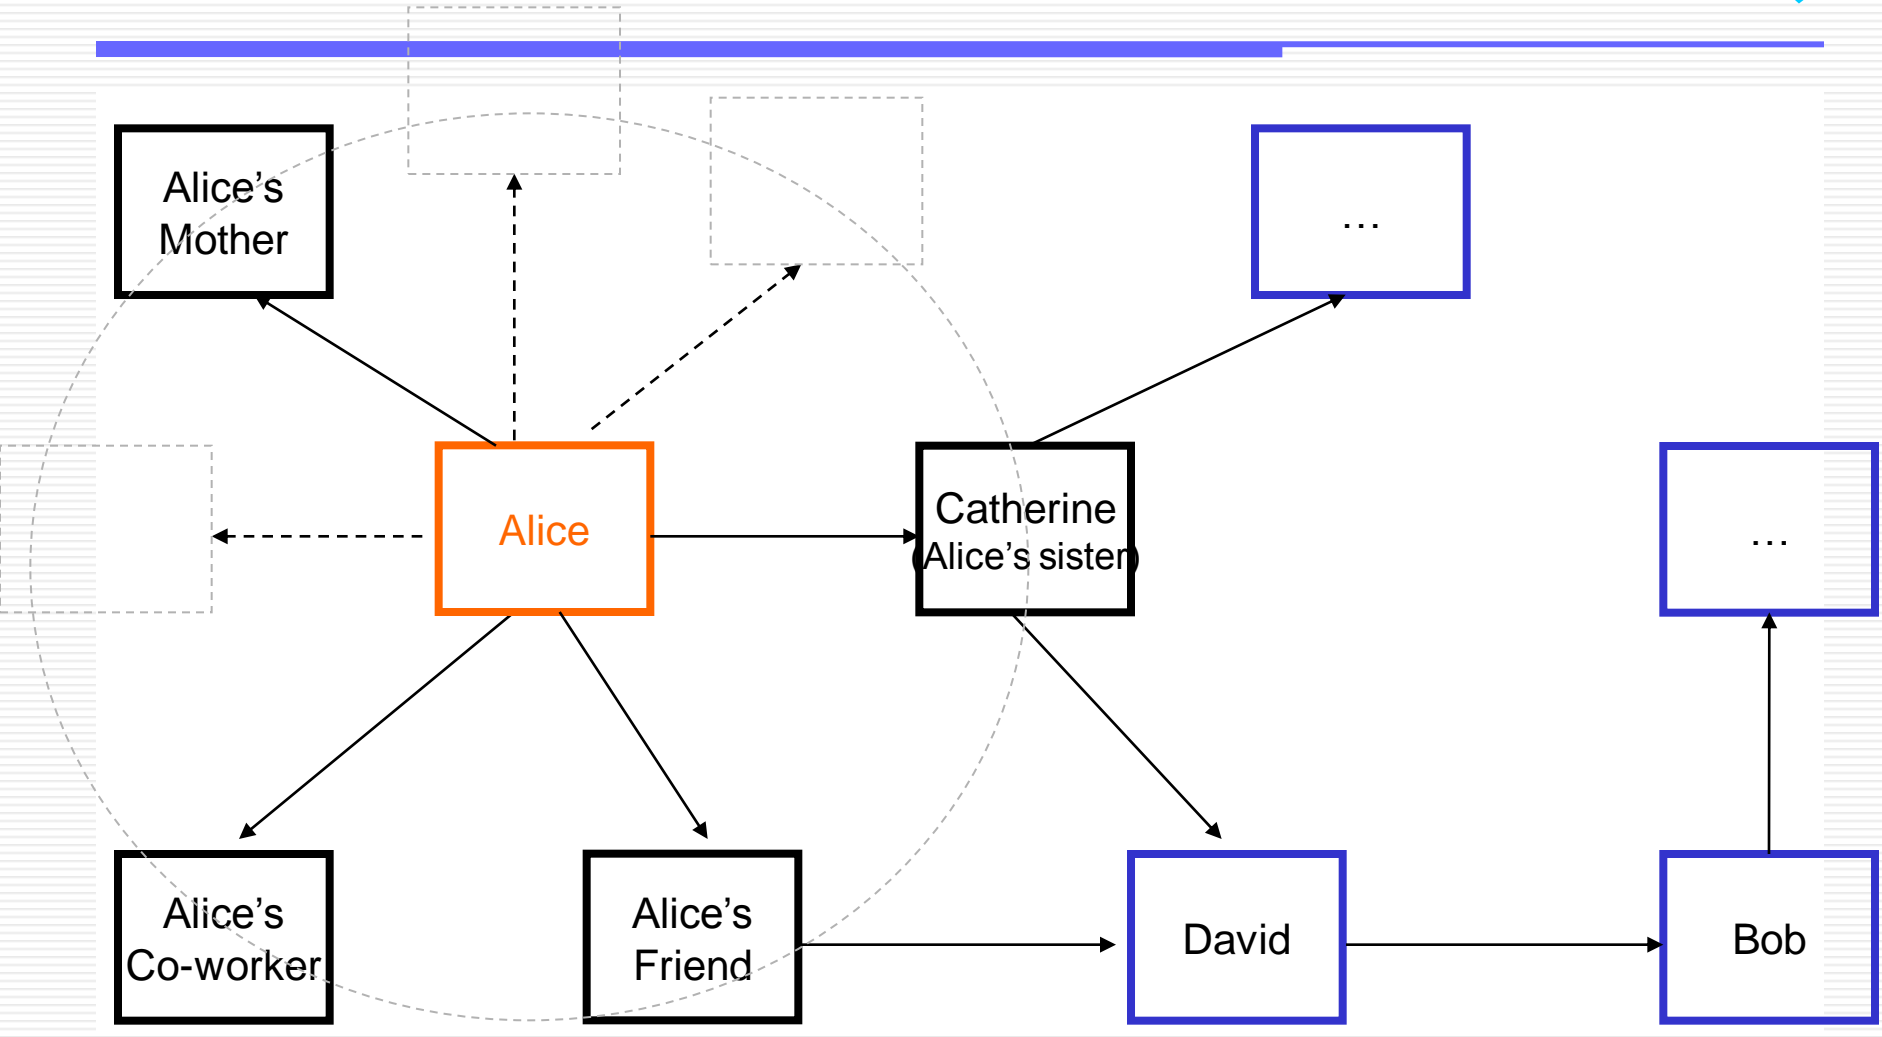 Alice’s
Mother
…
Alice
Catherine
(Alice’s sister)
…
Alice’s
Co-worker
Alice’s
Friend
David
Bob